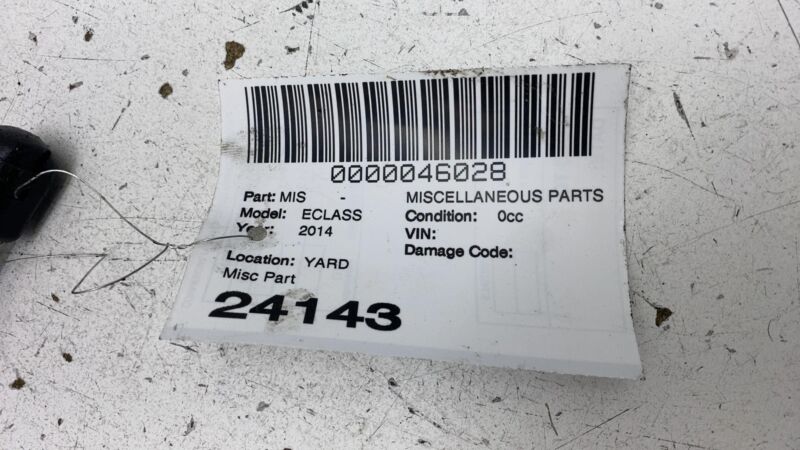 0000046028
Part: MIS - MISCELLANEOUS PARTS
Model: ECLASS Condition: 0cc
Year: 2014 VIN:
Damage Code:
Location: YARD
Misc Part
24143